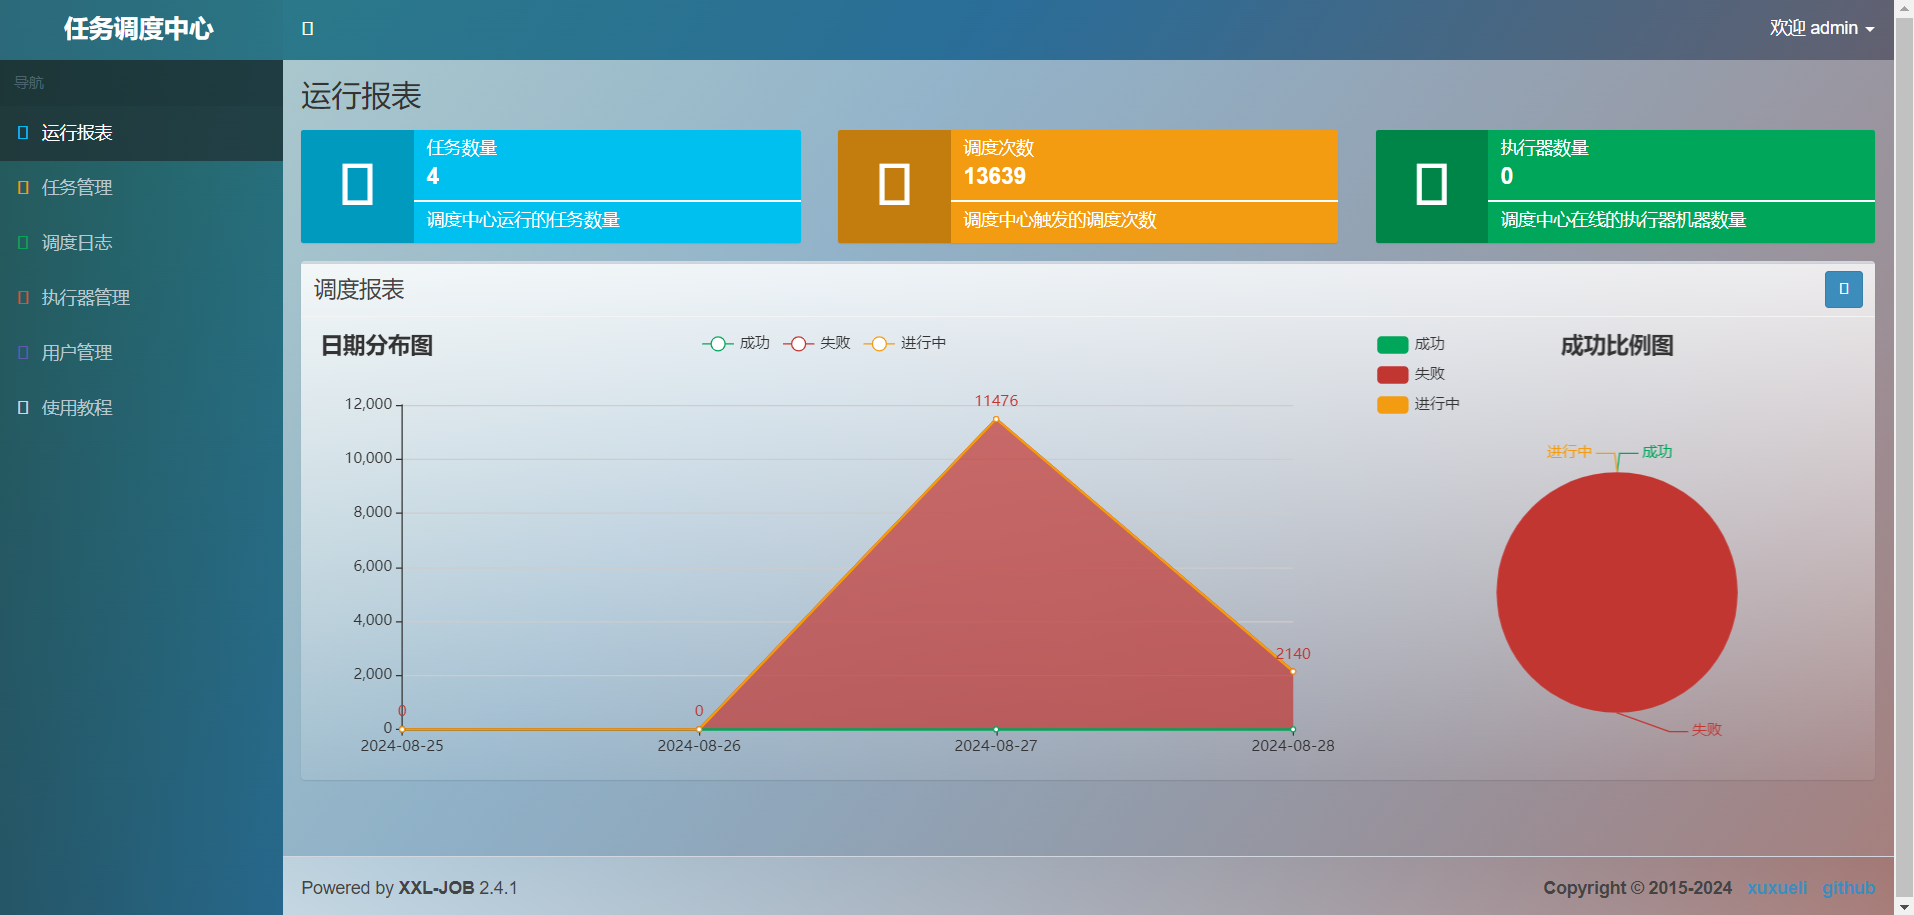 任务调度中心
欢迎 admin
导航
运行报表
任务管理
调度日志
执行器管理
用户管理
使用教程
运行报表
任务数量
4
调度中心运行的任务数量
调度次数
13639
调度中心触发的调度次数
执行器数量
0
调度中心在线的执行器机器数量
调度报表
日期分布图
成功 失败 进行中
12,000
10,000
8,000
6,000
4,000
2,000
0
0
0
11476
2140
2024-08-25 2024-08-26 2024-08-27 2024-08-28
成功比例图
成功
失败
进行中
进行中 成功
失败
Powered by XXL-JOB 2.4.1
Copyright © 2015-2024 xuxueli github